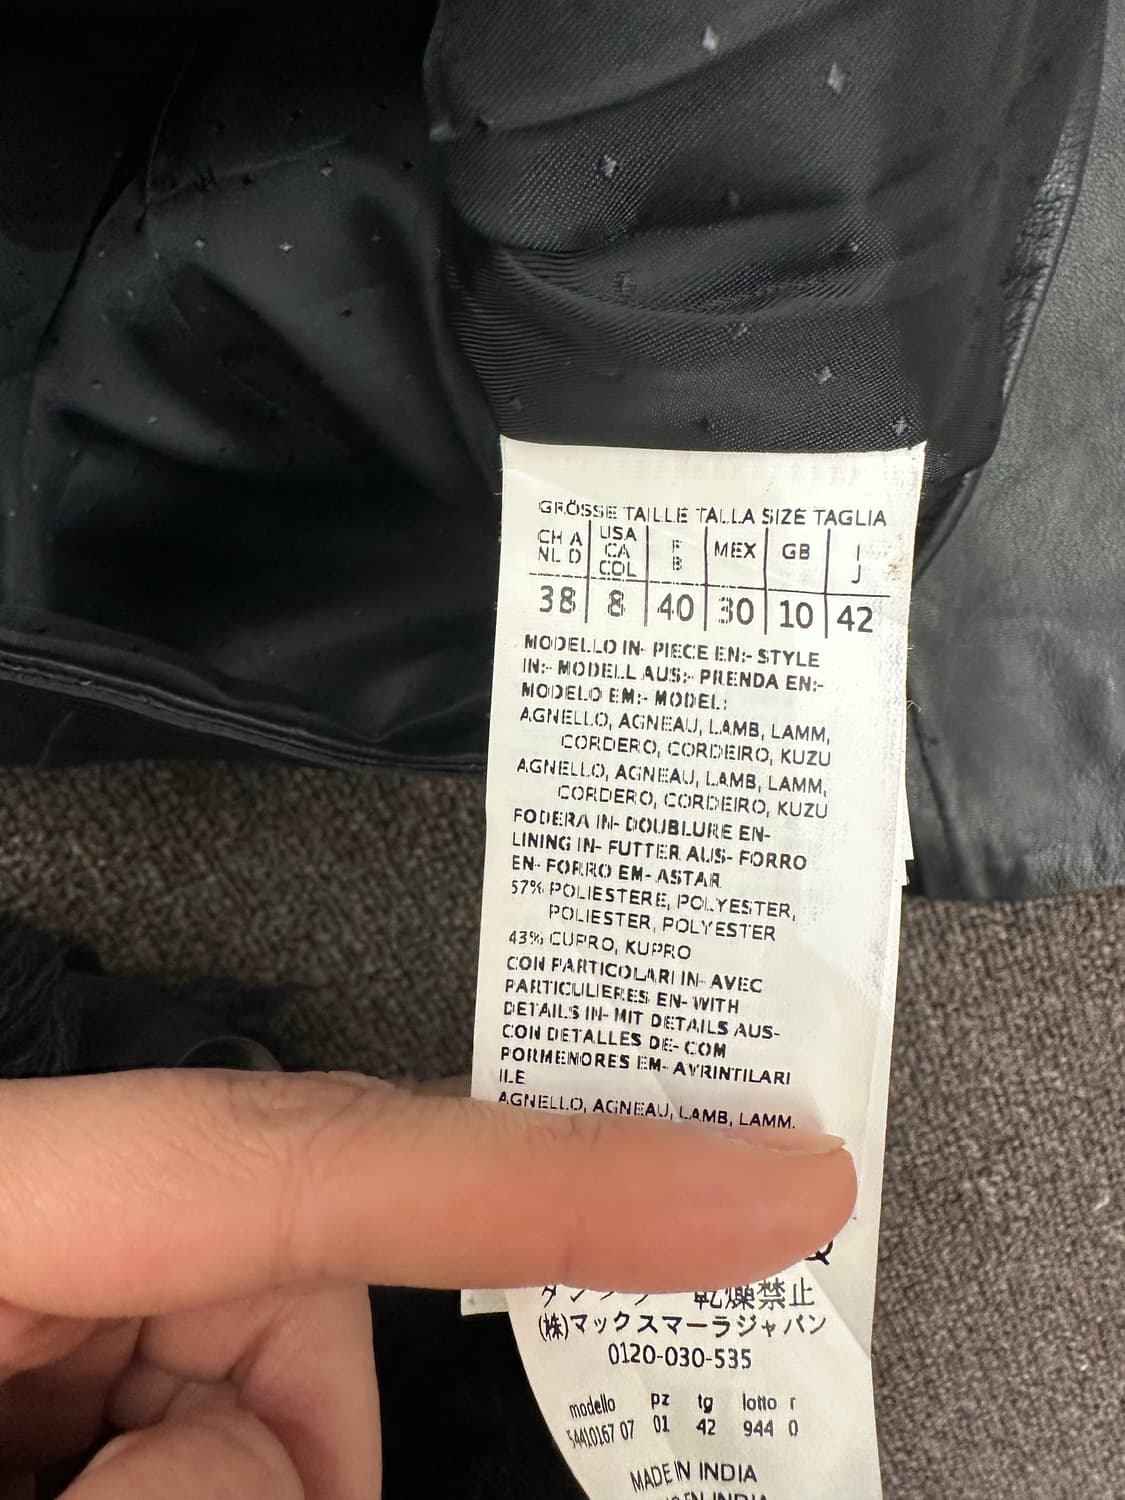 GRÖSSE TAILLE TALLA SIZE TAGLIA
CH A NL D USA CA COL F B MEX GB I J
38 8 40 30 10 42
MODELLO IN- PIECE EN:- STYLE
IN:- MODELL AUS:- PRENDA EN:-
MODELO EM:- MODEL:
AGNELLO, AGNEAU, LAMB, LAMM,
CORDERO, CORDEIRO, KUZU
AGNELLO, AGNEAU, LAMB, LAMM,
CORDERO, CORDEIRO, KUZU
FODERA IN- DOUBLURE EN-
LINING IN- FUTTER AUS- FORRO
EN- FORRO EM- ASTAR
57% POLIESTERE, POLYESTER,
POLIESTER, POLYESTER
43% CUPRO, KUPRO
CON PARTICOLARI IN- AVEC
PARTICULIERES EN- WITH
DETAILS IN- MIT DETAILS AUS-
CON DETALLES DE- COM
PORMENORES EM- AYRINTILARI
ILE
AGNELLO, AGNEAU, LAMB, LAMM.
乾燥禁止
(株)マックスマーラジャパン
0120-030-535
modello pz tg lotto r
54410167 07 01 42 944 0
MADE IN INDIA
EN INDIA